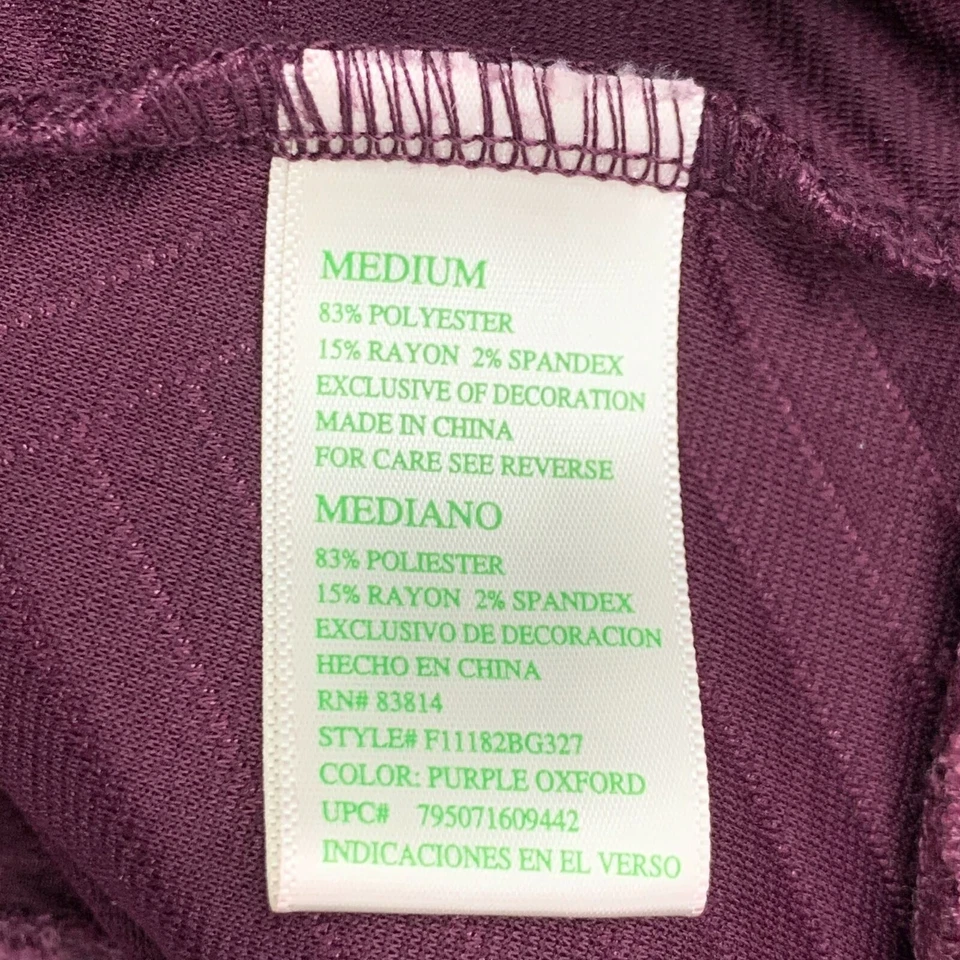 MEDIUM
83% POLYESTER
15% RAYON 2% SPANDEX
EXCLUSIVE OF DECORATION
MADE IN CHINA
FOR CARE SEE REVERSE
MEDIANO
83% POLIESTER
15% RAYON 2% SPANDEX
EXCLUSIVO DE DECORACION
HECHO EN CHINA
RN# 83814
STYLE# F11182BG327
COLOR: PURPLE OXFORD
UPC# 795071609442
INDICACIONES EN EL VERSO